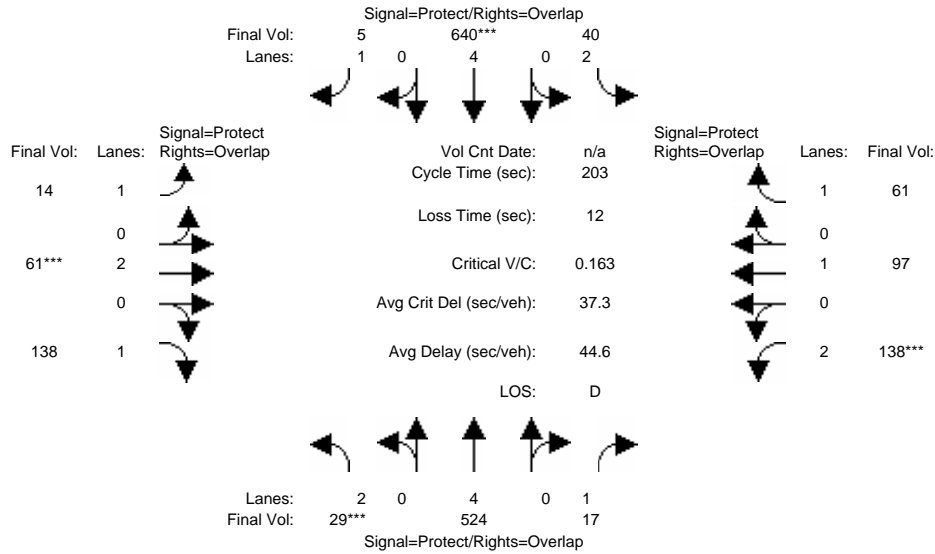 Signal=Protect/Rights=Overlap
Final Vol: 5 640*** 40
Lanes: 1 0 4 0 2
Signal=Protect
Final Vol: Lanes: Rights=Overlap
Vol Cnt Date: n/a
Signal=Protect
Rights=Overlap Lanes: Final Vol:
Cycle Time (sec): 203
14 1
1 61
Loss Time (sec): 12
0
0
61*** 2
Critical V/C: 0.163
1 97
0
Avg Crit Del (sec/veh): 37.3
0
138 1
Avg Delay (sec/veh): 44.6
2 138***
LOS: D
Lanes: 2 0 4 0 1
Final Vol: 29*** 524 17
Signal=Protect/Rights=Overlap